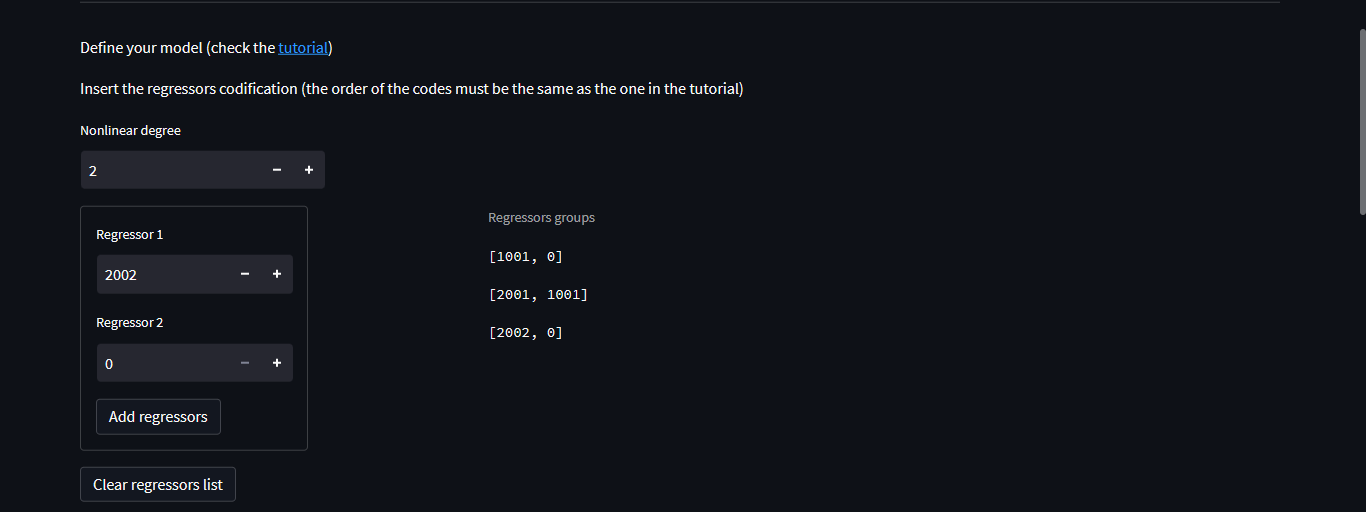 Define your model (check the tutorial)
Insert the regressors codification (the order of the codes must be the same as the one in the tutorial)
Nonlinear degree
2
Regressor 1
2002
Regressor 2
0
Add regressors
Clear regressors list
Regressors groups
[1001, 0]
[2001, 1001]
[2002, 0]